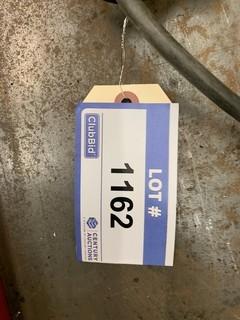 LOT #
1162
ClubBid
CENTURY
AUCTIONS